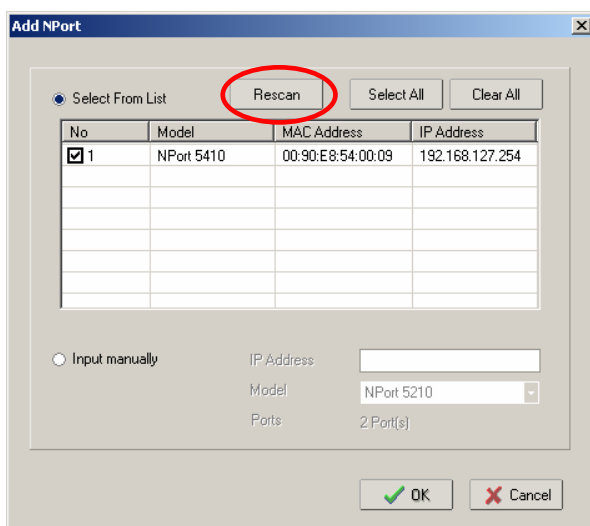 Add NPort
Select From List Rescan Select All Clear All
No Model MAC Address IP Address
1 NPort 5410 00:90:E8:54:00:09 192.168.127.254
Input manually IP Address
Model NPort 5210
Ports 2 Port(s)
OK Cancel